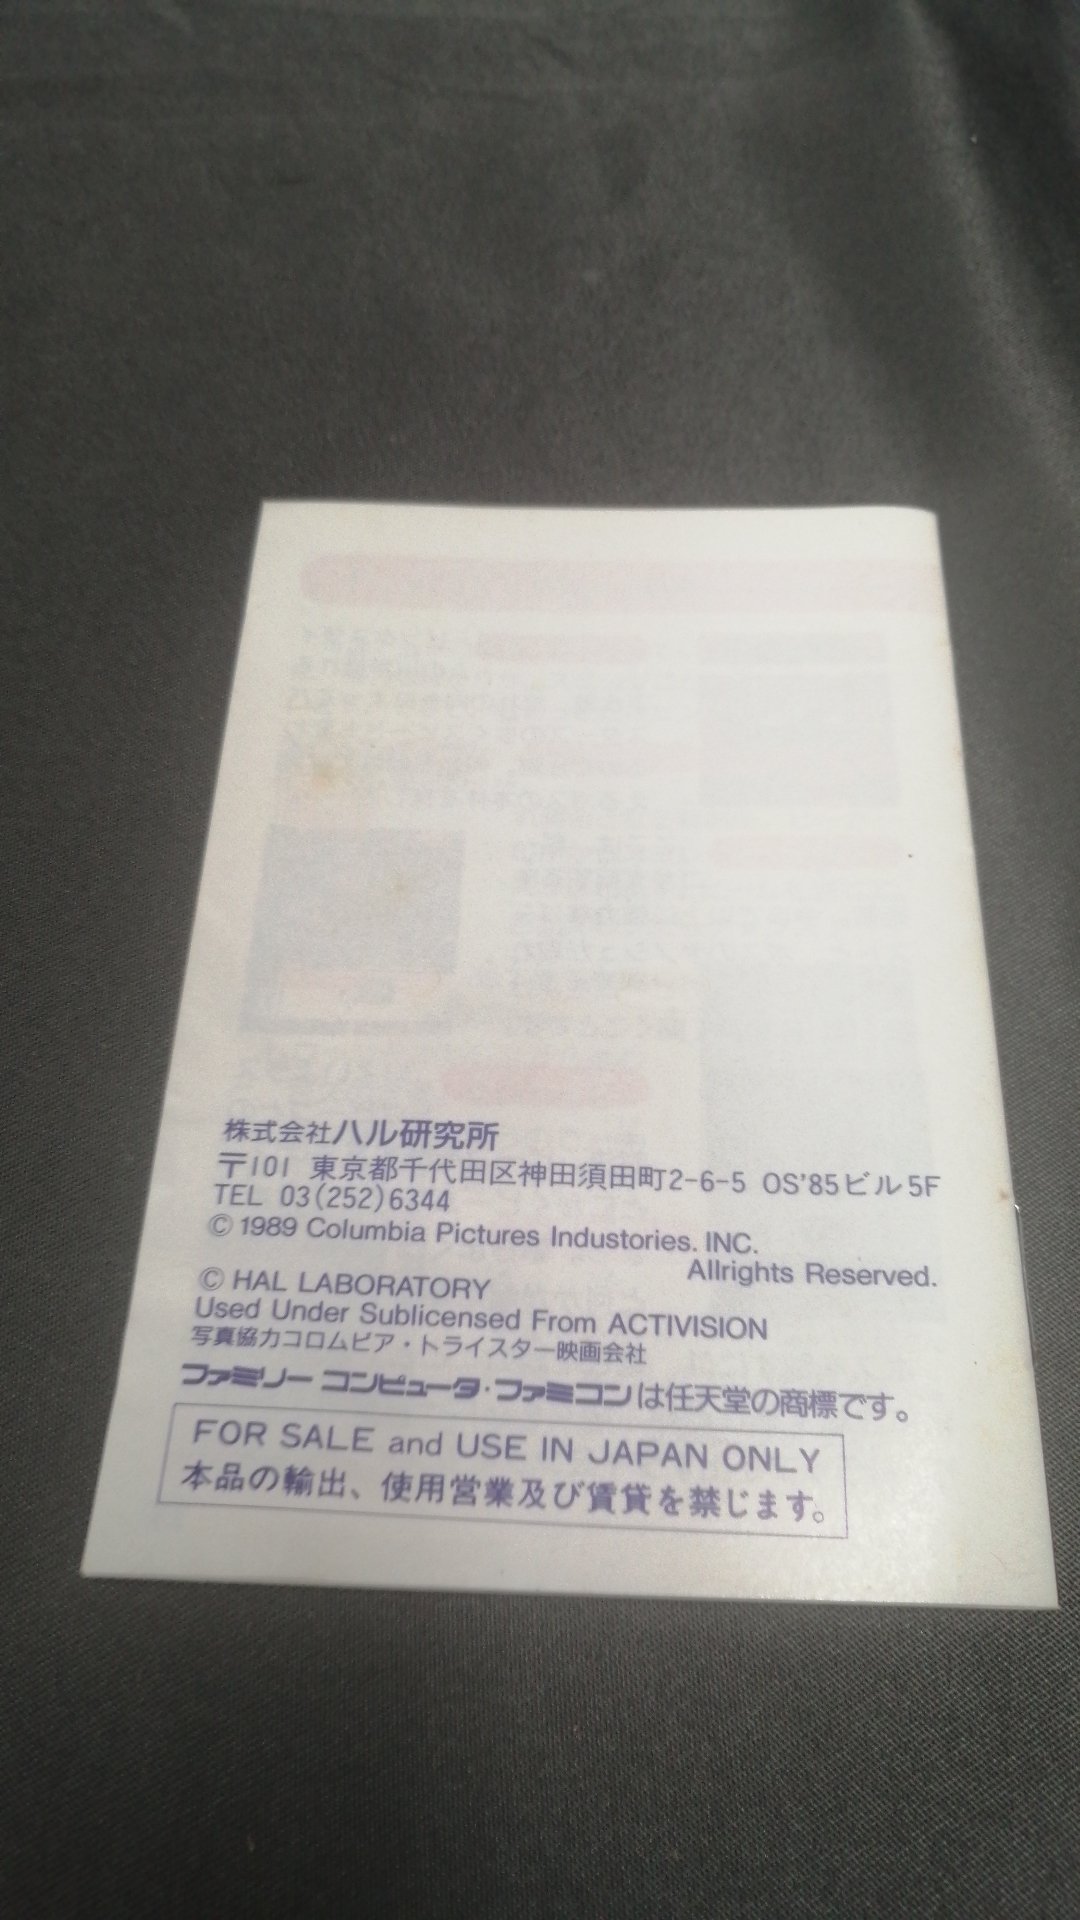 株式会社ハル研究所
〒101 東京都千代田区神田須田町2-6-5 OS'85ビル5F
TEL 03(252)6344
© 1989 Columbia Pictures Industories. INC.
Allrights Reserved.
© HAL LABORATORY
Used Under Sublicensed From ACTIVISION
写真協力コロムビア・トライスター映画会社
ファミリーコンピュータ・ファミコンは任天堂の商標です。
FOR SALE and USE IN JAPAN ONLY
本品の輸出、使用営業及び賃貸を禁じます。